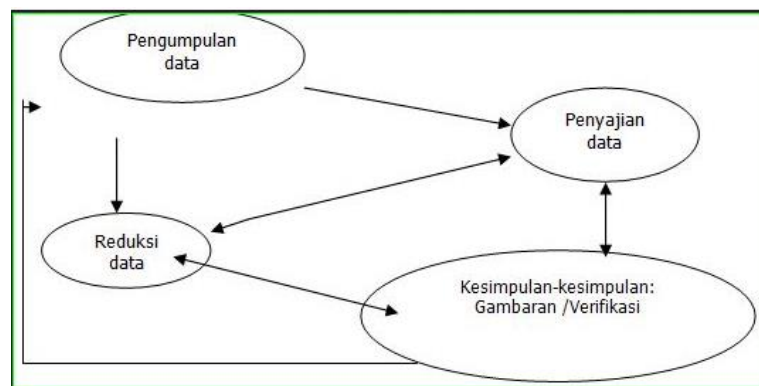 Pengumpulan
data
Penyajian
data
Reduksi
data
Kesimpulan-kesimpulan:
Gambaran /Verifikasi